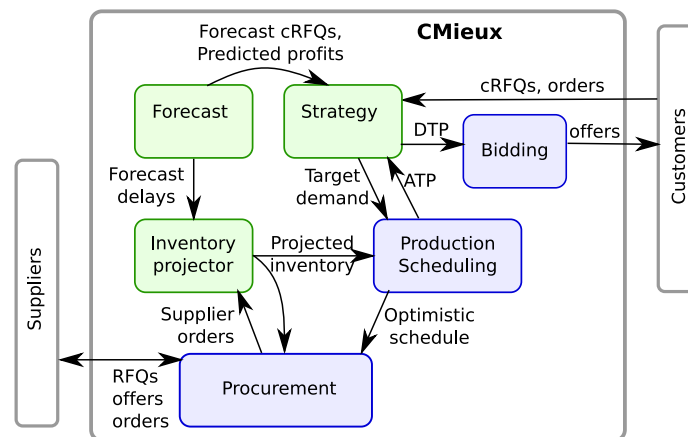 Forecast cRFQs,
Predicted profits
CMieux
Forecast
Strategy
cRFQs, orders
DTP
Bidding
offers
Customers
Forecast
delays
Target
demand
ATP
Suppliers
Inventory
projector
Projected
inventory
Production
Scheduling
Supplier
orders
Optimistic
schedule
RFQs
offers
orders
Procurement